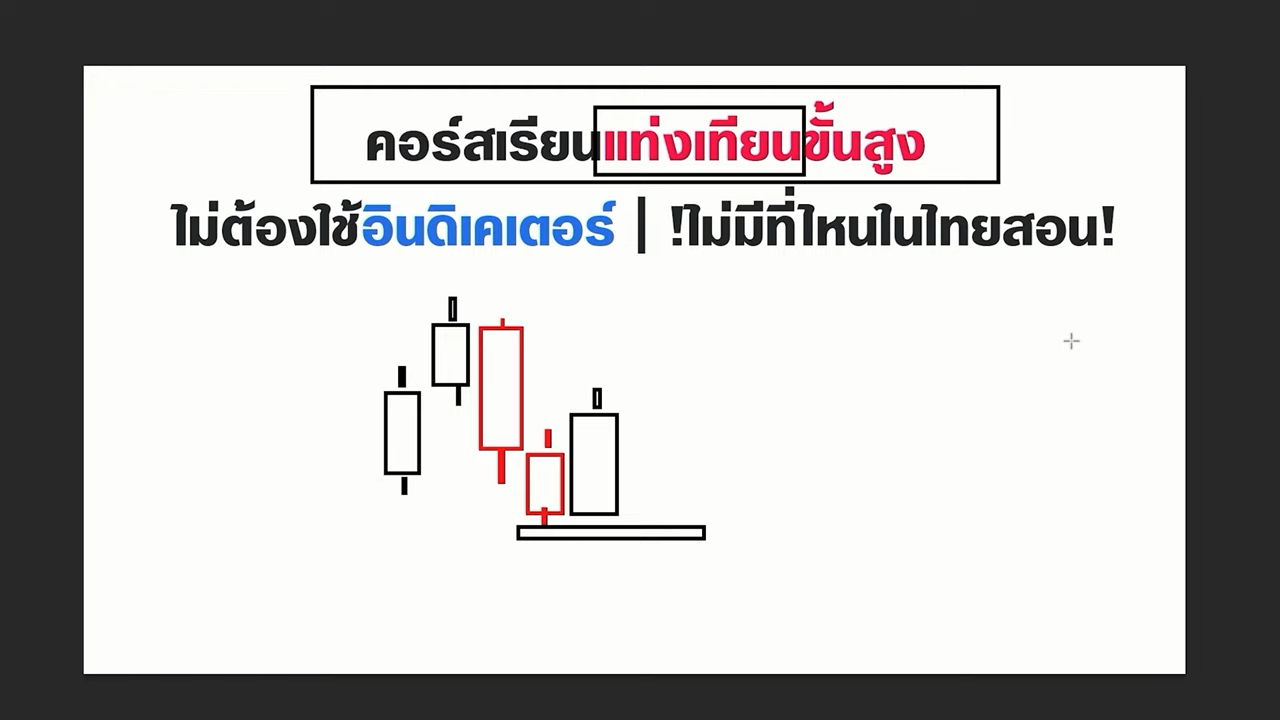 คอร์สเรียนแท่งเทียนขั้นสูง
ไม่ต้องใช้อินดิเคเตอร์ | !ไม่มีที่ไหนในไทยสอน!